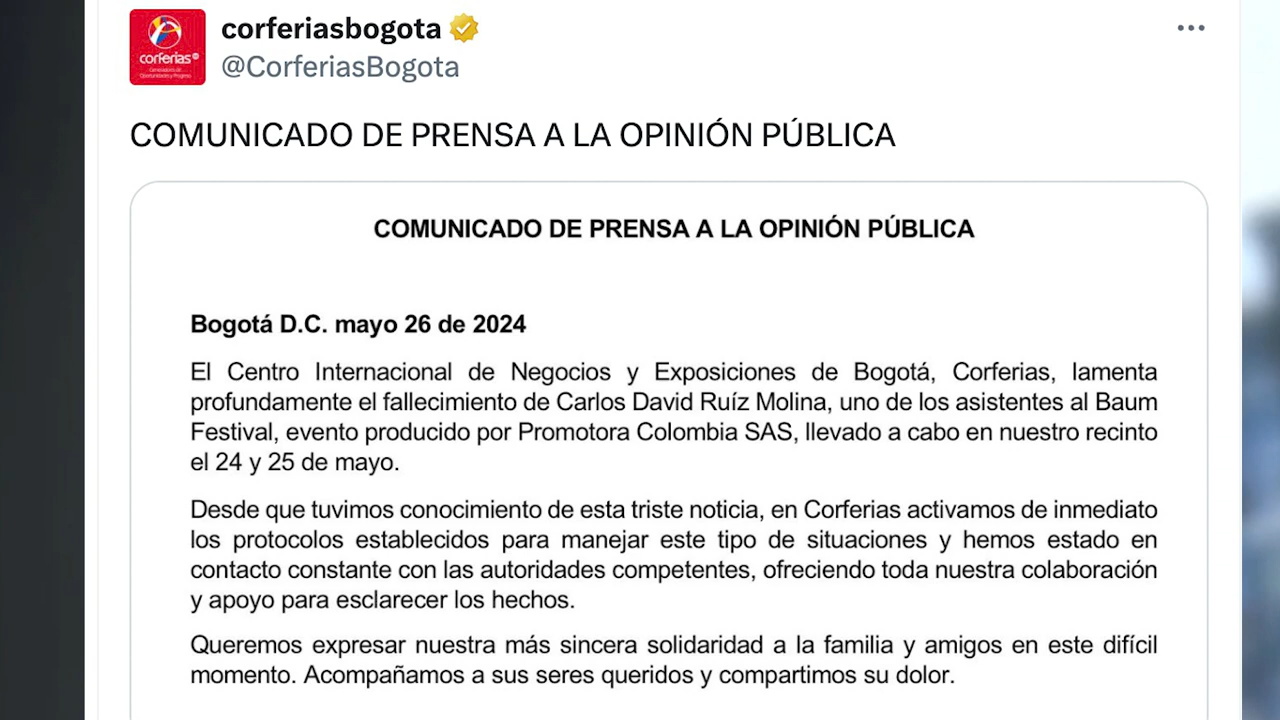 corferiasbogota
@CorferiasBogota
corferias
COMUNICADO DE PRENSA A LA OPINIÓN PÚBLICA
COMUNICADO DE PRENSA A LA OPINIÓN PÚBLICA
Bogotá D.C. mayo 26 de 2024
El Centro Internacional de Negocios y Exposiciones de Bogotá, Corferias, lamenta
profundamente el fallecimiento de Carlos David Ruíz Molina, uno de los asistentes al Baum
Festival, evento producido por Promotora Colombia SAS, llevado a cabo en nuestro recinto
el 24 y 25 de mayo.
Desde que tuvimos conocimiento de esta triste noticia, en Corferias activamos de inmediato
los protocolos establecidos para manejar este tipo de situaciones y hemos estado en
contacto constante con las autoridades competentes, ofreciendo toda nuestra colaboración
y apoyo para esclarecer los hechos.
Queremos expresar nuestra más sincera solidaridad a la familia y amigos en este difícil
momento. Acompañamos a sus seres queridos y compartimos su dolor.